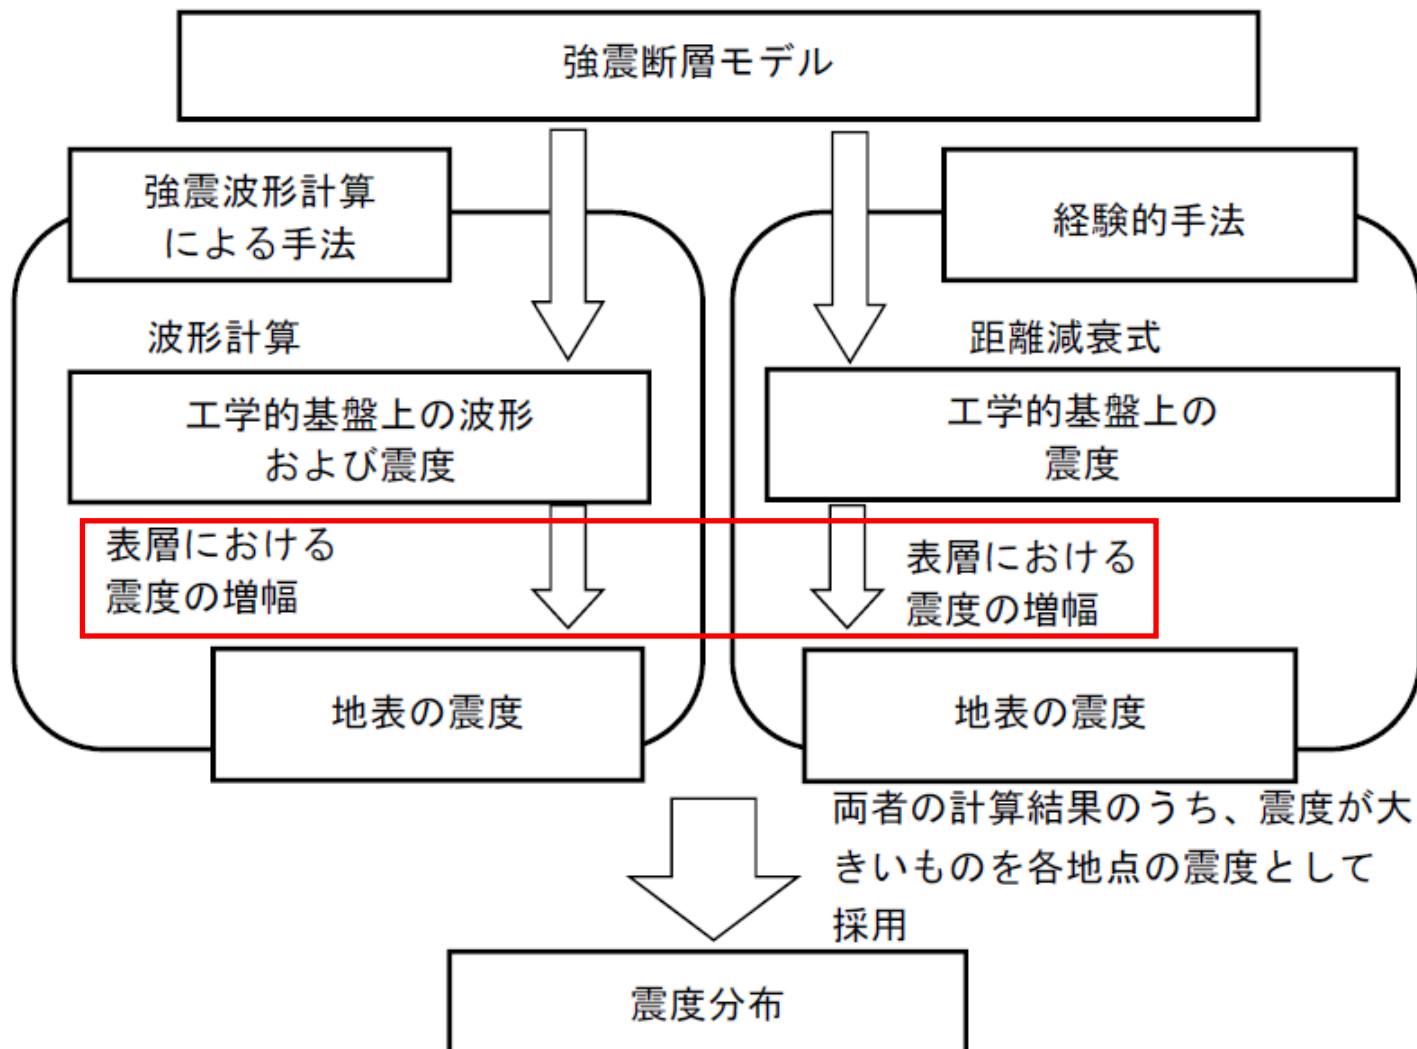 強震断層モデル
強震波形計算
による手法
波形計算
工学的基盤上の波形
および震度
表層における
震度の増幅
地表の震度
経験的手法
距離減衰式
工学的基盤上の
震度
表層における
震度の増幅
地表の震度
両者の計算結果のうち、震度が大
きいものを各地点の震度として
採用
震度分布